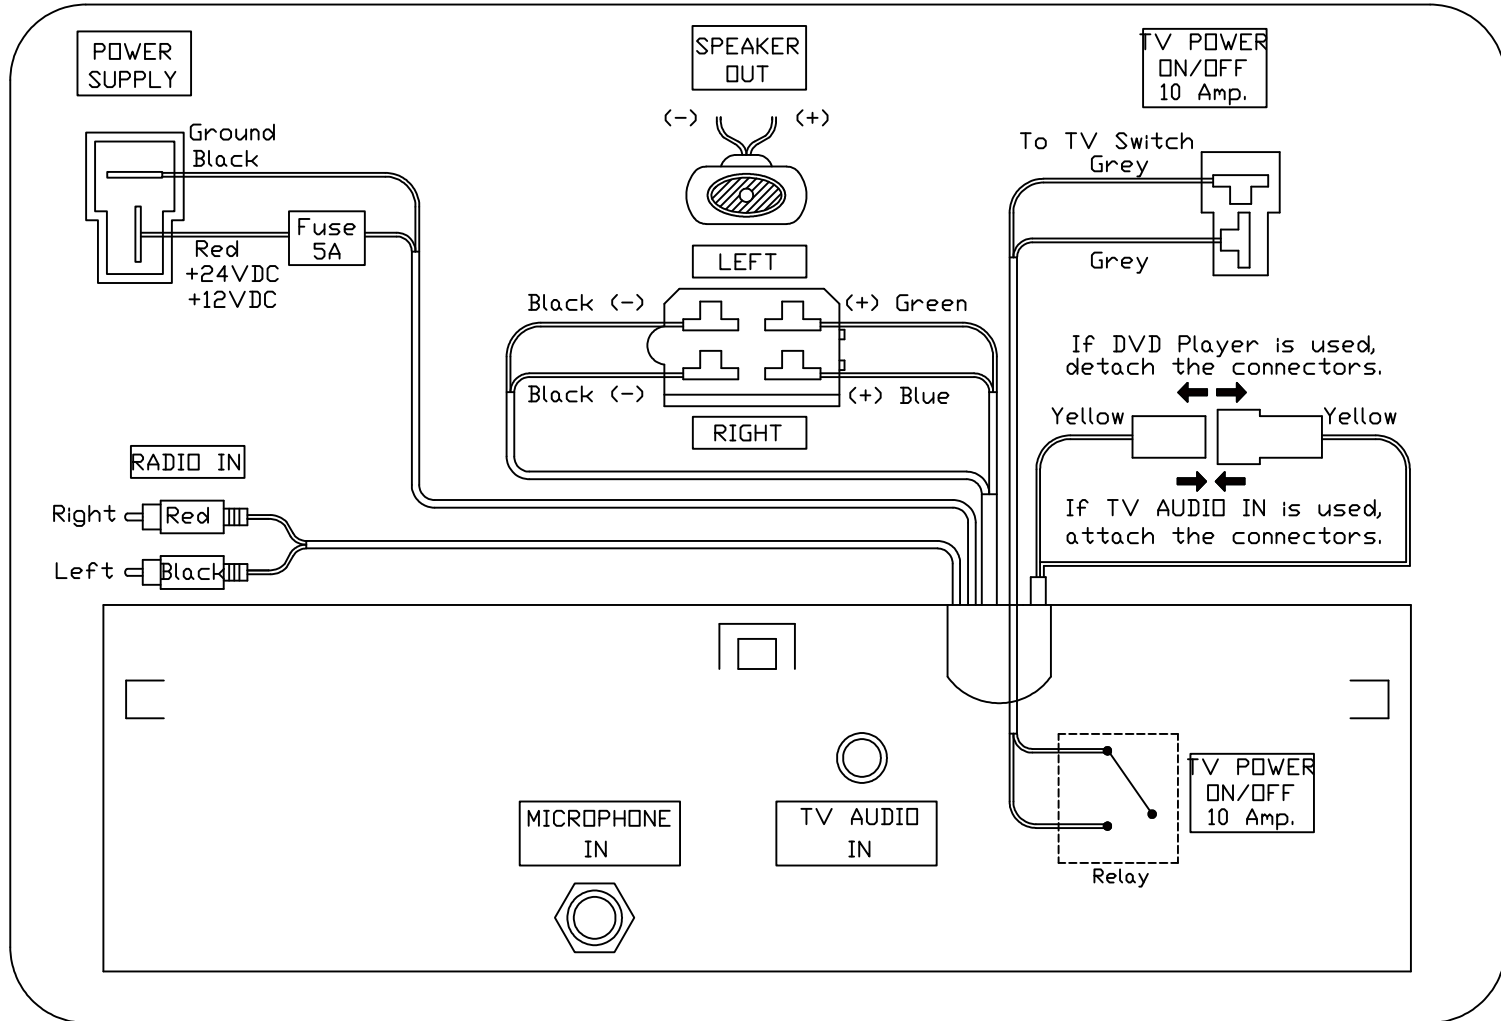 POWER
SUPPLY
SPEAKER
OUT
TV POWER
ON/OFF
10 Amp.
Ground
Black
(-)
(+)
To TV Switch
Grey
Fuse
5A
Red
+24VDC
+12VDC
LEFT
Grey
Black (-)
(+) Green
If DVD Player is used,
detach the connectors.
Black (-)
(+) Blue
Yellow
Yellow
RIGHT
RADIO IN
Right
Red
If TV AUDIO IN is used,
attach the connectors.
Left
Black
MICROPHONE
IN
TV AUDIO
IN
TV POWER
ON/OFF
10 Amp.
Relay